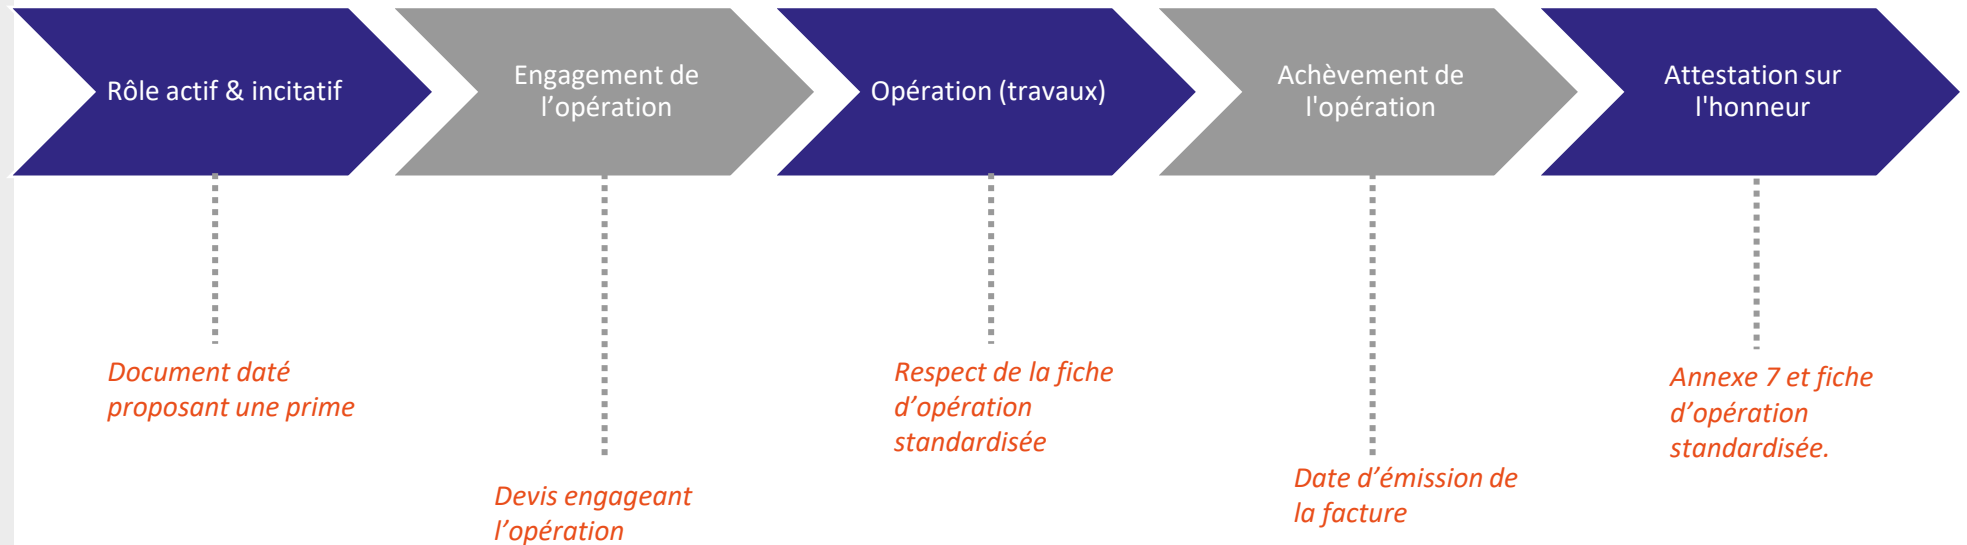 Rôle actif & incitatif
Engagement de
l’opération
Opération (travaux)
Achèvement de
l'opération
Attestation sur
l'honneur
Document daté
proposant une prime
Devis engageant
l’opération
Respect de la fiche
d’opération
standardisée
Date d’émission de
la facture
Annexe 7 et fiche
d’opération
standardisée.